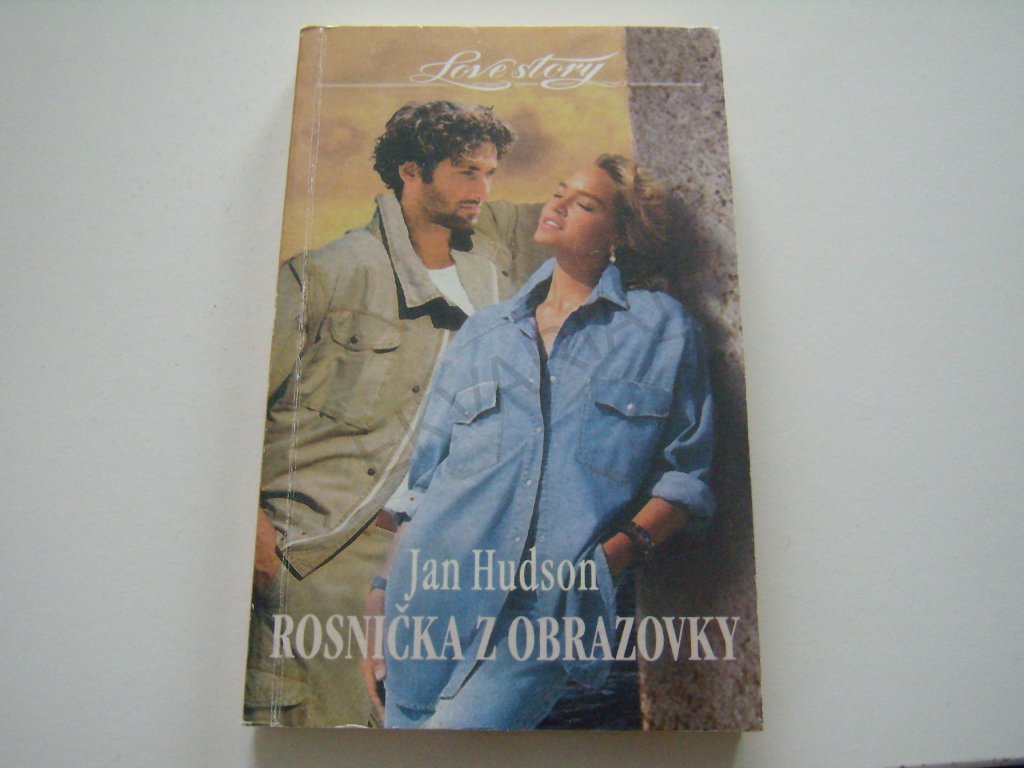 Love story
Jan Hudson
ROSNIČKA Z OBRAZOVKY